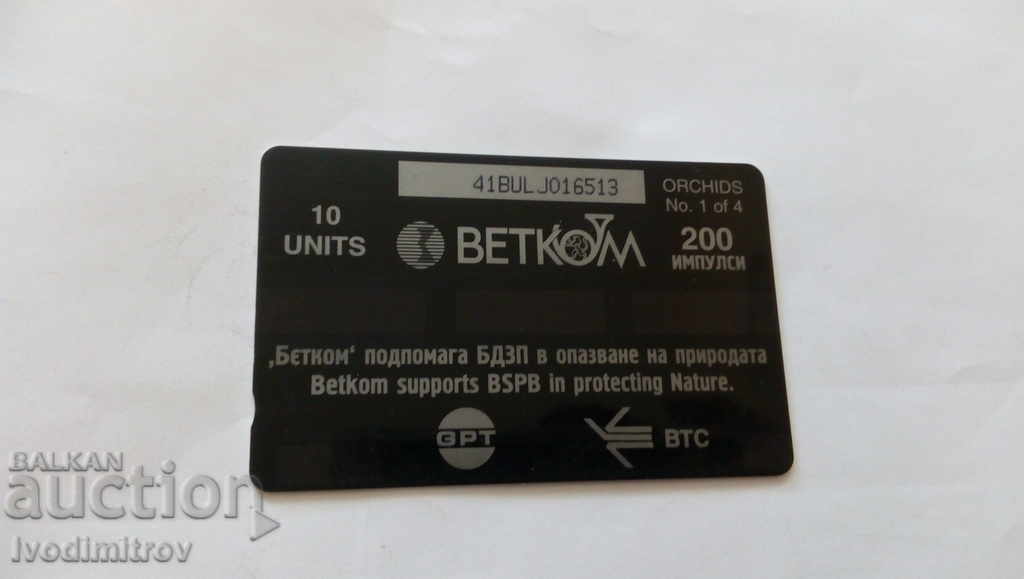 41BULJ016513
ORCHIDS
No. 1 of 4
10
UNITS
BETKOM
200
ИМПУЛСИ
„Бетком“ подпомага БДЗП в опазване на природата
Betkom supports BSPB in protecting Nature.
GPT
BTC
BALKAN
auction
Ivodimitrov